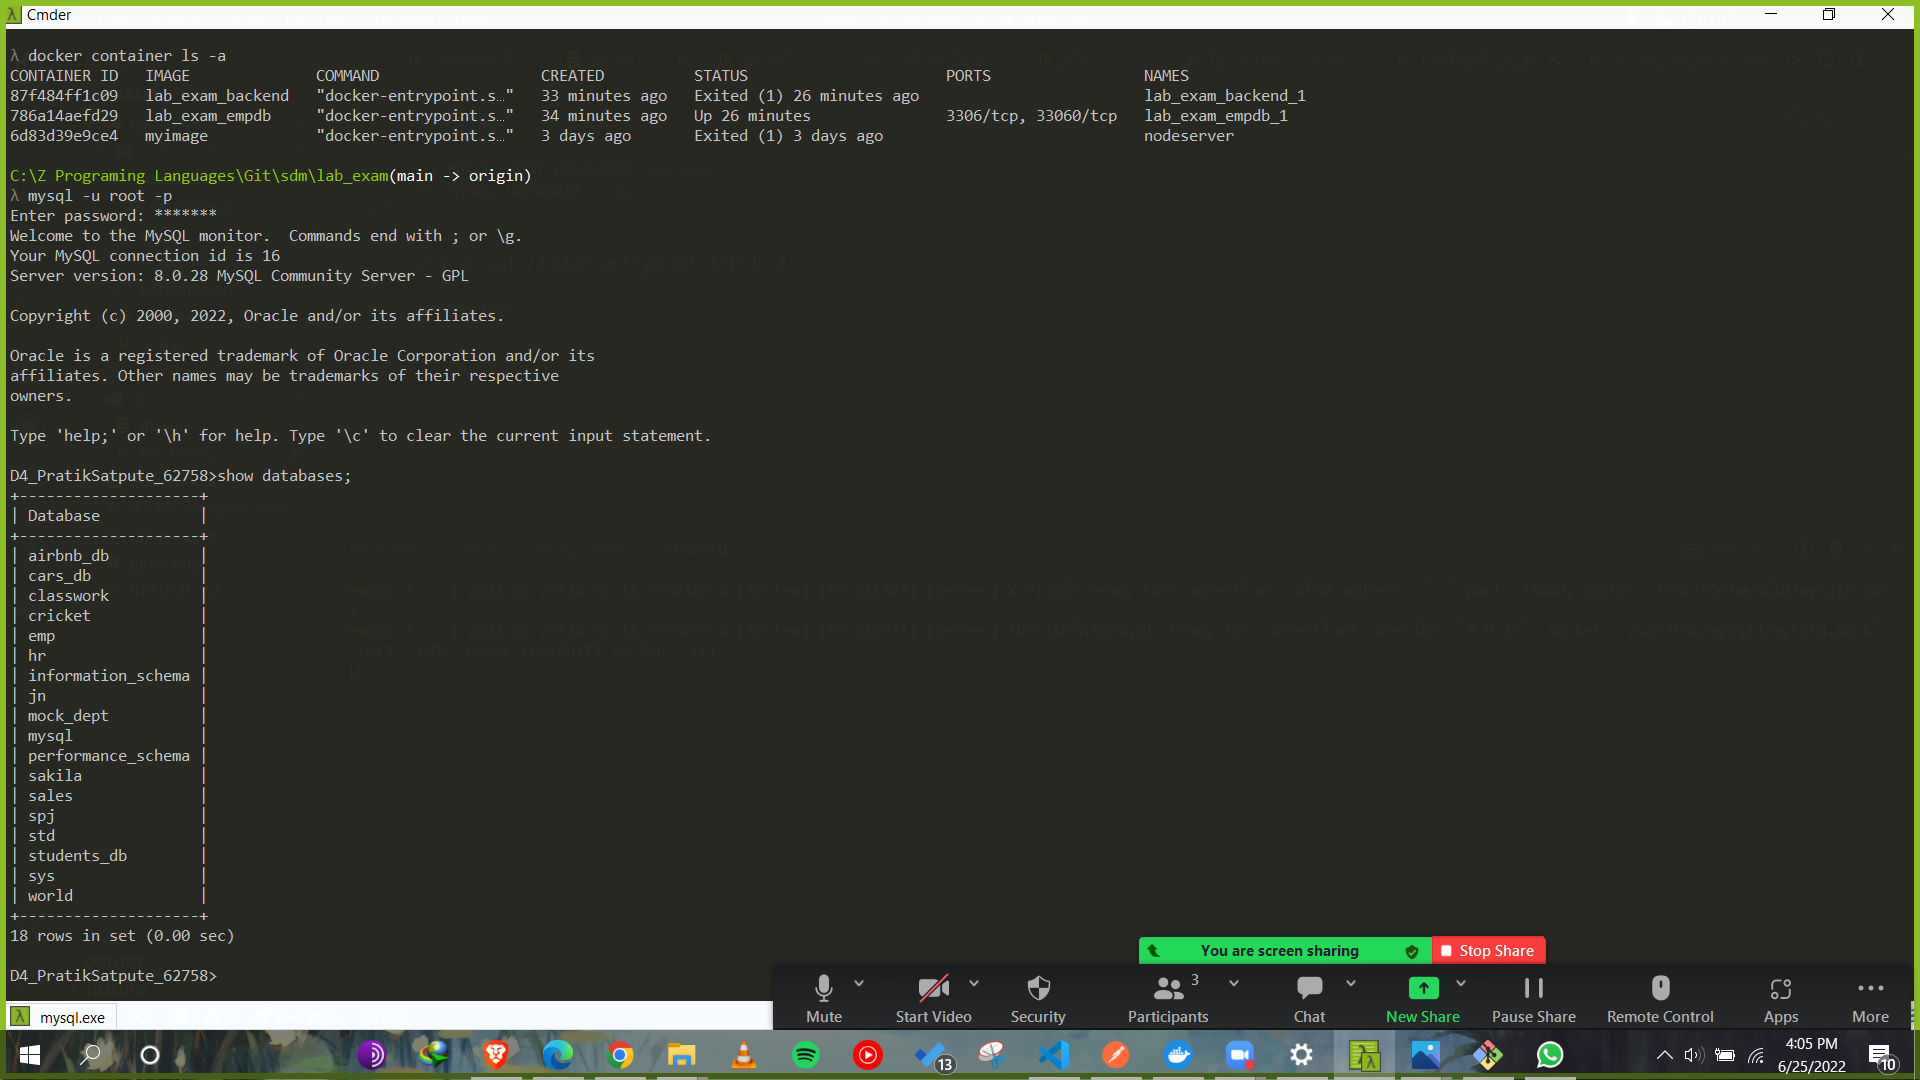 Cmder
λ docker container ls -a
CONTAINER ID   IMAGE              COMMAND                  CREATED          STATUS                      PORTS                 NAMES
87f484ff1c09   lab_exam_backend   "docker-entrypoint.s…"   33 minutes ago   Exited (1) 26 minutes ago                         lab_exam_backend_1
786a14aefd29   lab_exam_empdb     "docker-entrypoint.s…"   34 minutes ago   Up 26 minutes               3306/tcp, 33060/tcp   lab_exam_empdb_1
6d83d39e9ce4   myimage            "docker-entrypoint.s…"   3 days ago       Exited (1) 3 days ago                             nodeserver
C:\Z Programing Languages\Git\sdm\lab_exam(main -> origin)
λ mysql -u root -p
Enter password: *******
Welcome to the MySQL monitor.  Commands end with ; or \g.
Your MySQL connection id is 16
Server version: 8.0.28 MySQL Community Server - GPL
Copyright (c) 2000, 2022, Oracle and/or its affiliates.
Oracle is a registered trademark of Oracle Corporation and/or its
affiliates. Other names may be trademarks of their respective
owners.
Type 'help;' or '\h' for help. Type '\c' to clear the current input statement.
D4_PratikSatpute_62758>show databases;
+--------------------+
| Database           |
+--------------------+
| airbnb_db          |
| cars_db            |
| classwork          |
| cricket            |
| emp                |
| hr                 |
| information_schema |
| jn                 |
| mock_dept          |
| mysql              |
| performance_schema |
| sakila             |
| sales              |
| spj                |
| std                |
| students_db        |
| sys                |
| world              |
+--------------------+
18 rows in set (0.00 sec)
D4_PratikSatpute_62758>
You are screen sharing Stop Share
3
Mute Start Video Security Participants Chat New Share Pause Share Remote Control Apps More
mysql.exe
13
4:05 PM
6/25/2022
10